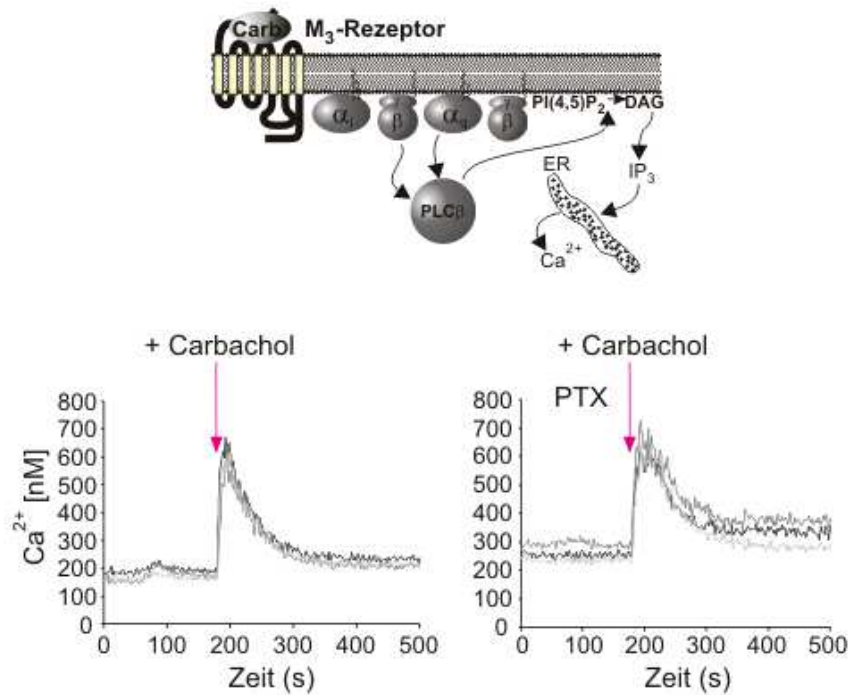 Carb M₃-Rezeptor
αᵢ β γ α_q β γ PI(4,5)P₂ DAG
ER IP₃
PLCβ
Ca²⁺
+ Carbachol
Ca²⁺ [nM]
800
700
600
500
400
300
200
100
0
0 100 200 300 400 500
Zeit (s)
+ Carbachol
PTX
800
700
600
500
400
300
200
100
0
0 100 200 300 400 500
Zeit (s)